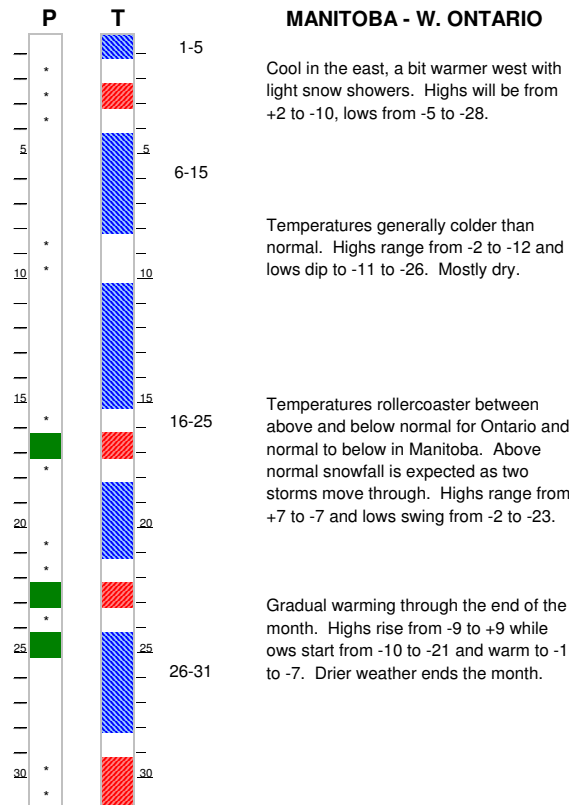 P T MANITOBA - W. ONTARIO
1-5
Cool in the east, a bit warmer west with
light snow showers. Highs will be from
+2 to -10, lows from -5 to -28.
*
*
*
5 5
6-15
Temperatures generally colder than
normal. Highs range from -2 to -12 and
lows dip to -11 to -26. Mostly dry.
*
*
10 10
15 15
16-25
Temperatures rollercoaster between
above and below normal for Ontario and
normal to below in Manitoba. Above
normal snowfall is expected as two
storms move through. Highs range from
+7 to -7 and lows swing from -2 to -23.
*
*
20 20
*
*
Gradual warming through the end of the
month. Highs rise from -9 to +9 while
ows start from -10 to -21 and warm to -1
to -7. Drier weather ends the month.
*
25 25
26-31
*
30 30
*